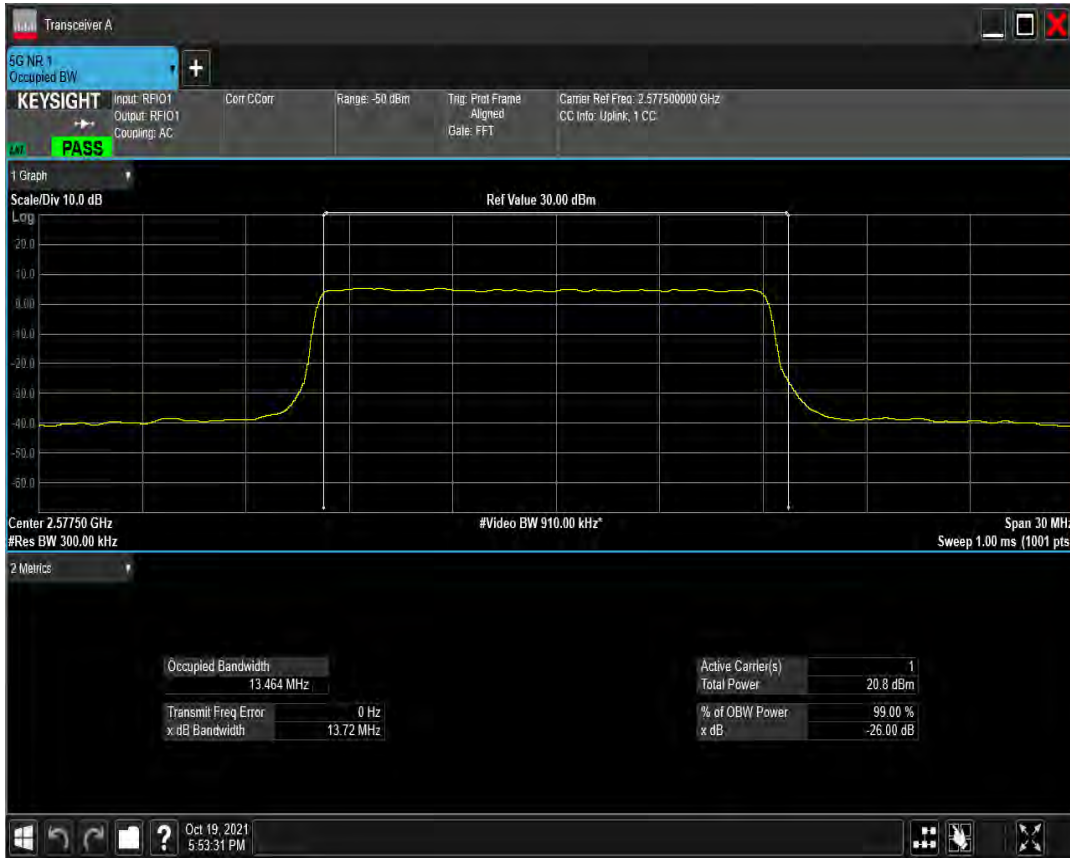 Transceiver A
5G NR 1
Occupied BW
+
KEYSIGHT
Input: RFIO1
Output: RFIO1
Coupling: AC
PASS
Corr CCorr
Range: -50 dBm
Trig: Prot Frame
Aligned
Gate: FFT
Carrier Ref Freq: 2.577500000 GHz
CC Info: Uplink, 1 CC
1 Graph
Scale/Div 10.0 dB
Ref Value 30.00 dBm
Log
20.0
10.0
0.00
-10.0
-20.0
-30.0
-40.0
-50.0
-60.0
Center 2.57750 GHz
#Video BW 910.00 kHz*
Span 30 MHz
#Res BW 300.00 kHz
Sweep 1.00 ms (1001 pts
2 Metrics
Occupied Bandwidth
13.464 MHz
Transmit Freq Error 0 Hz
x dB Bandwidth 13.72 MHz
Active Carrier(s) 1
Total Power 20.8 dBm
% of OBW Power 99.00 %
x dB -26.00 dB
?
Oct 19, 2021
5:53:31 PM